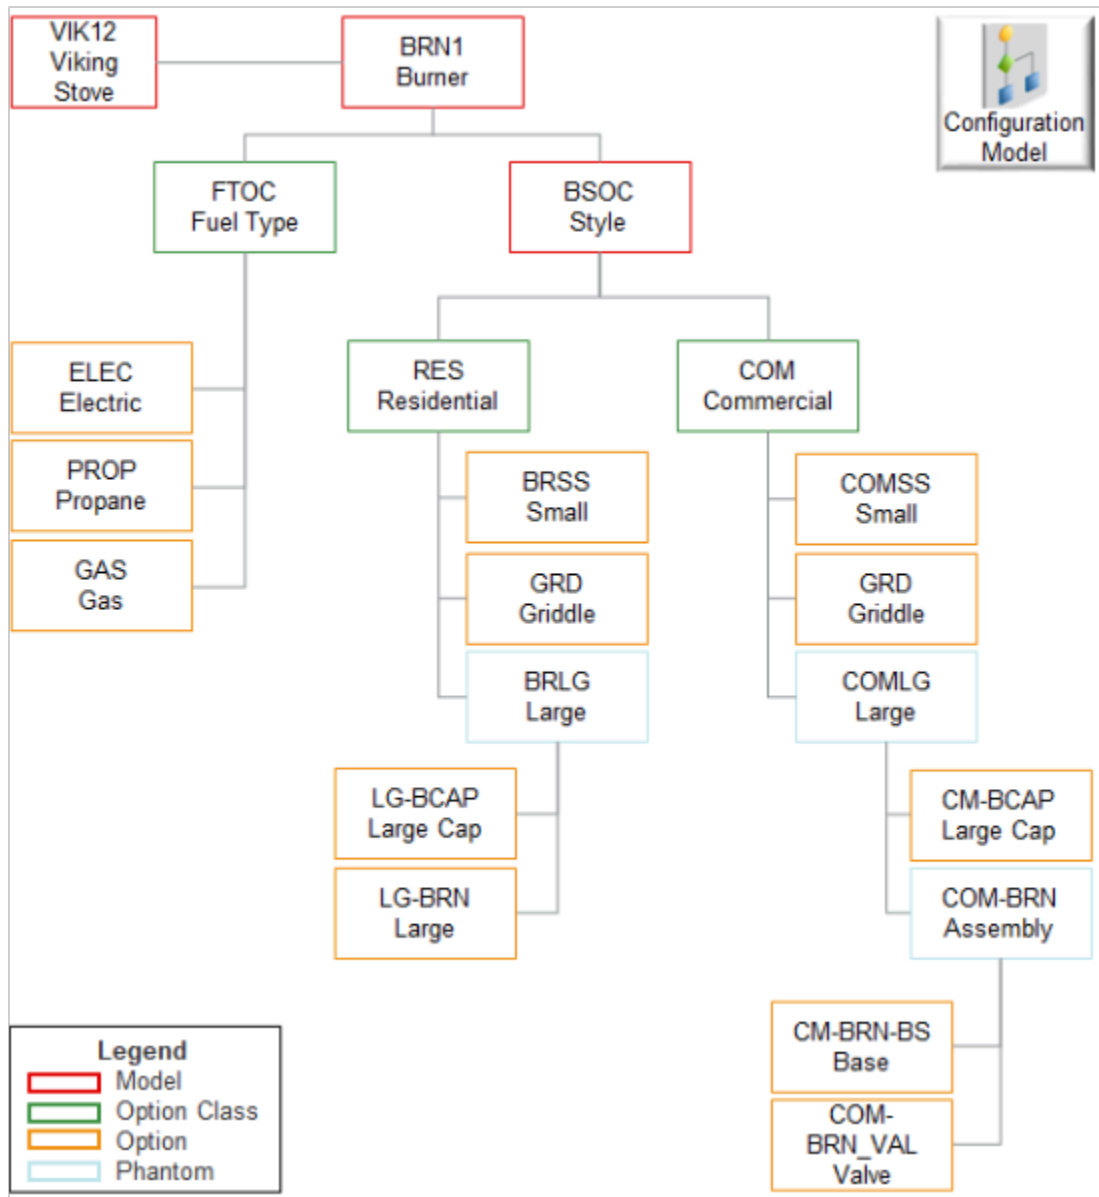 VIK12
Viking
Stove
BRN1
Burner
Configuration
Model
FTOC
Fuel Type
BSOC
Style
ELEC
Electric
PROP
Propane
GAS
Gas
RES
Residential
COM
Commercial
BRSS
Small
GRD
Griddle
BRLG
Large
COMSS
Small
GRD
Griddle
COMLG
Large
LG-BCAP
Large Cap
LG-BRN
Large
CM-BCAP
Large Cap
COM-BRN
Assembly
CM-BRN-BS
Base
COM-
BRN_VAL
Valve
Legend
Model
Option Class
Option
Phantom